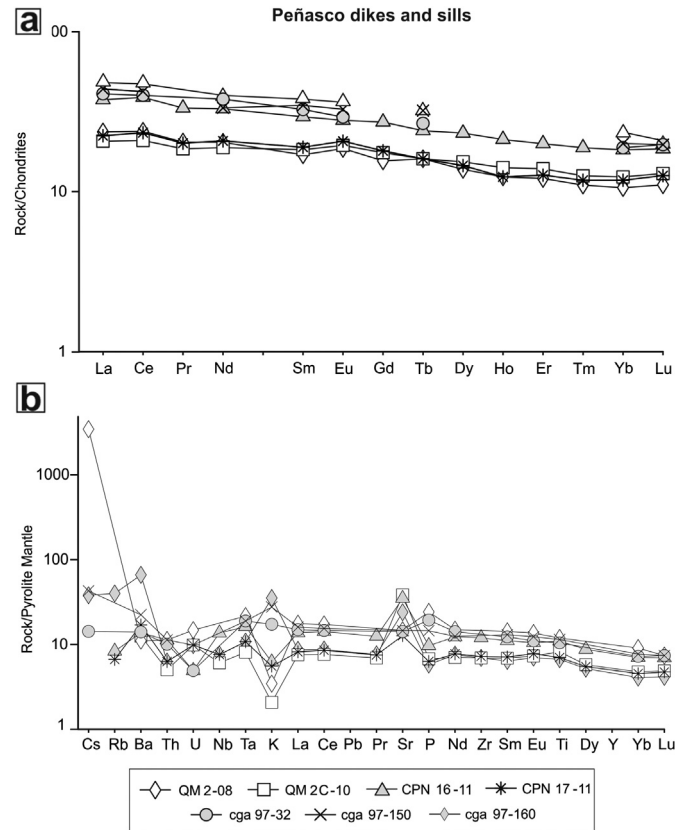 a
Peñasco dikes and sills
00
10
1
Rock/Chondrites
La Ce Pr Nd Sm Eu Gd Tb Dy Ho Er Tm Yb Lu
b
1000
100
10
1
Rock/Pyrolite Mantle
Cs Rb Ba Th U Nb Ta K La Ce Pb Pr Sr P Nd Zr Sm Eu Ti Dy Y Yb Lu
QM 2-08 QM 2C-10 CPN 16-11 CPN 17-11
cga 97-32 cga 97-150 cga 97-160